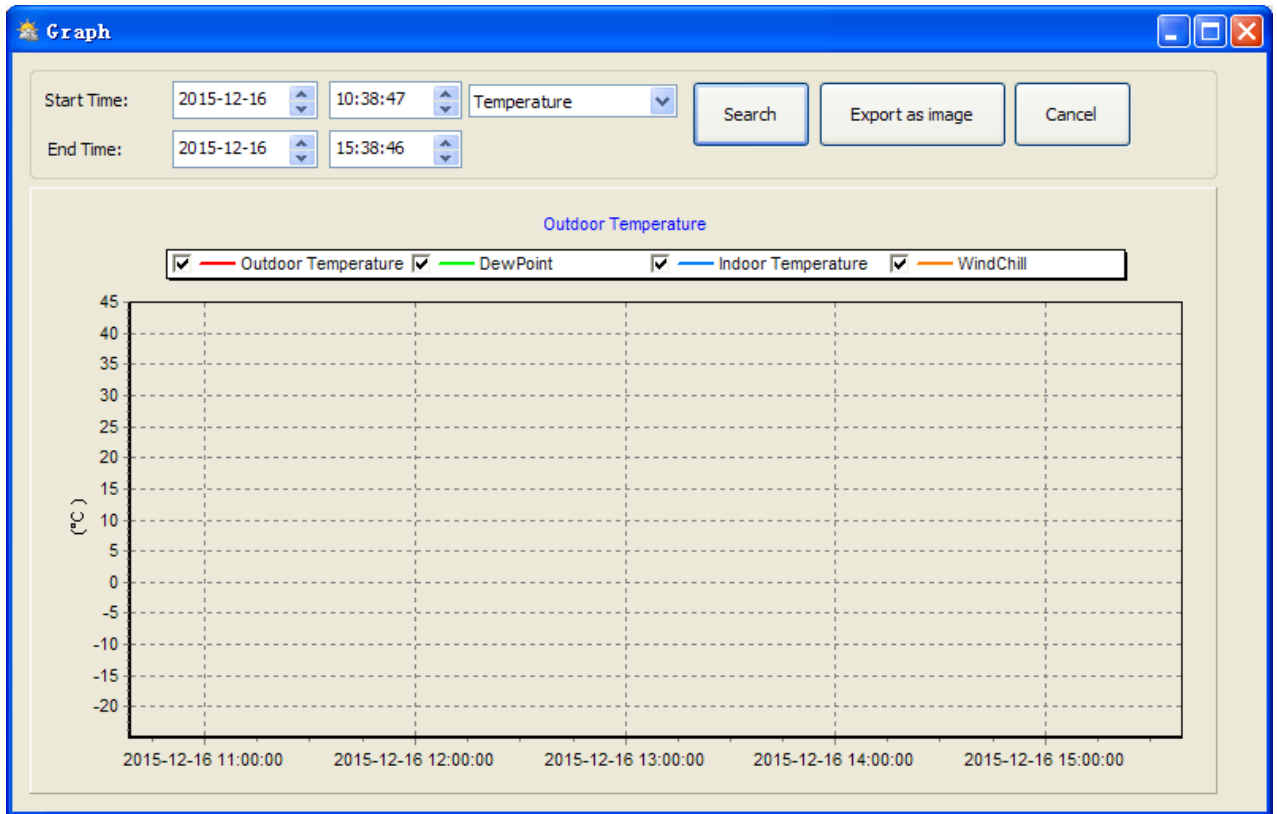 Graph
Start Time: 2015-12-16 10:38:47 Temperature Search Export as image Cancel
End Time: 2015-12-16 15:38:46
Outdoor Temperature
Outdoor Temperature DewPoint Indoor Temperature WindChill
45
40
35
30
25
20
15
(°C)
10
5
0
-5
-10
-15
-20
2015-12-16 11:00:00 2015-12-16 12:00:00 2015-12-16 13:00:00 2015-12-16 14:00:00 2015-12-16 15:00:00